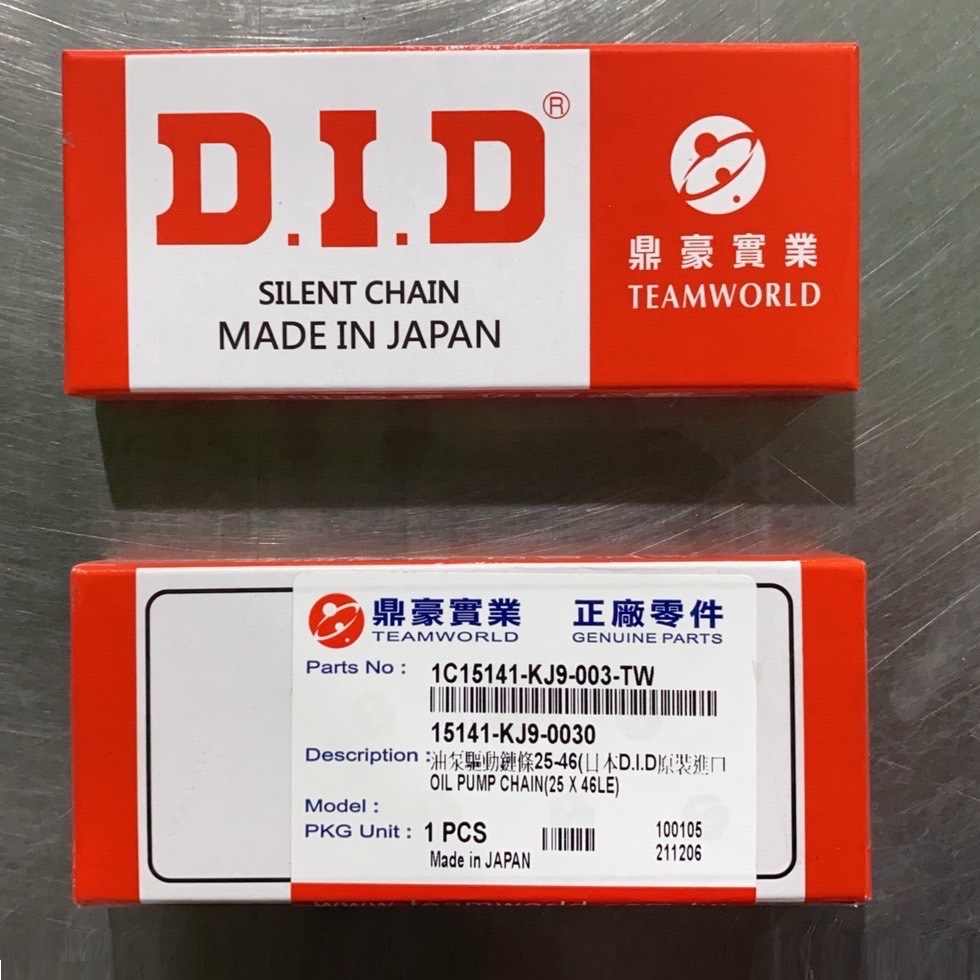 D.I.D®
SILENT CHAIN
MADE IN JAPAN
鼎豪實業
TEAMWORLD
鼎豪實業 正廠零件
TEAMWORLD GENUINE PARTS
Parts No : 1C15141-KJ9-003-TW
15141-KJ9-0030
Description : 油泵驅動鏈條25-46(日本D.I.D原裝進口
OIL PUMP CHAIN(25 X 46LE)
Model :
PKG Unit : 1 PCS 100105
Made in JAPAN 211206